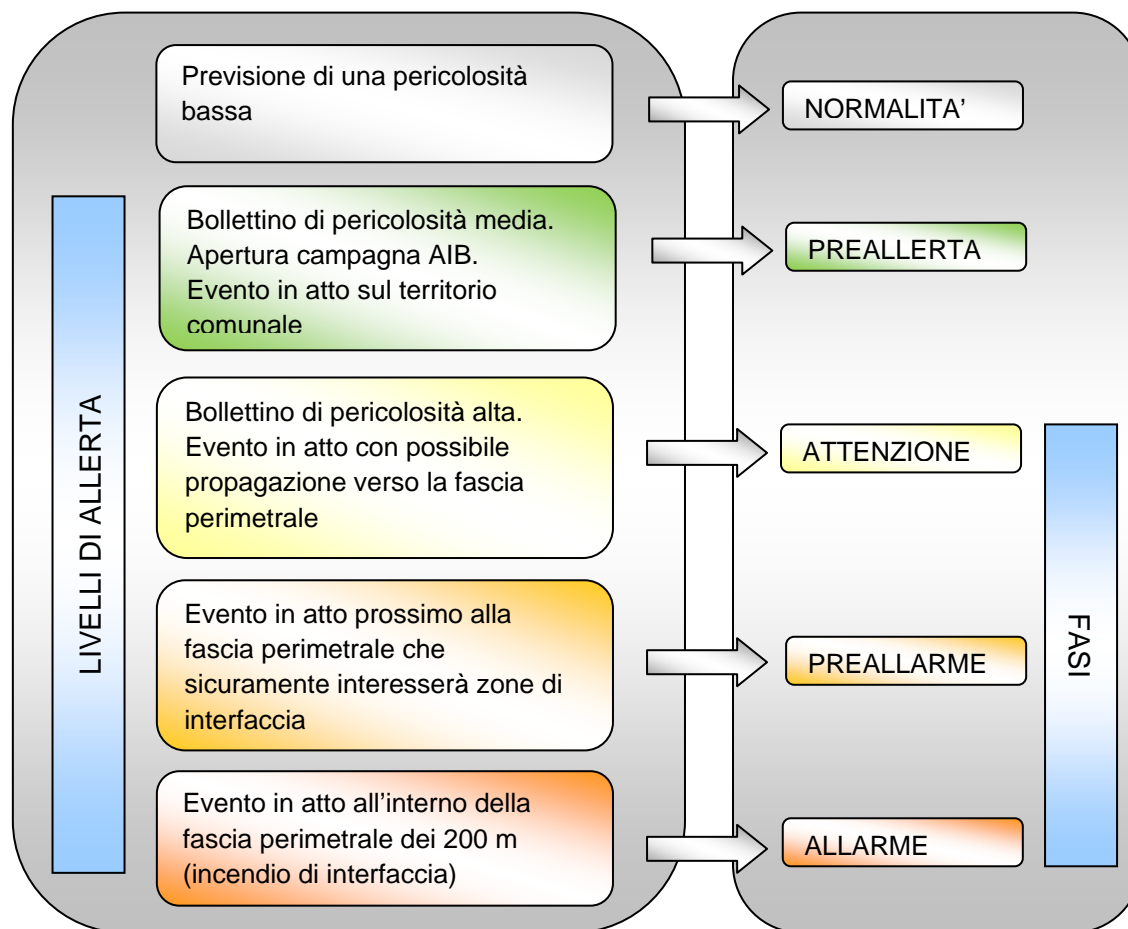 Previsione di una pericolosità
bassa
NORMALITA’
Bollettino di pericolosità media.
Apertura campagna AIB.
Evento in atto sul territorio
comunale
PREALLERTA
LIVELLI DI ALLERTA
Bollettino di pericolosità alta.
Evento in atto con possibile
propagazione verso la fascia
perimetrale
ATTENZIONE
Evento in atto prossimo alla
fascia perimetrale che
sicuramente interesserà zone di
interfaccia
PREALLARME
FASI
Evento in atto all’interno della
fascia perimetrale dei 200 m
(incendio di interfaccia)
ALLARME